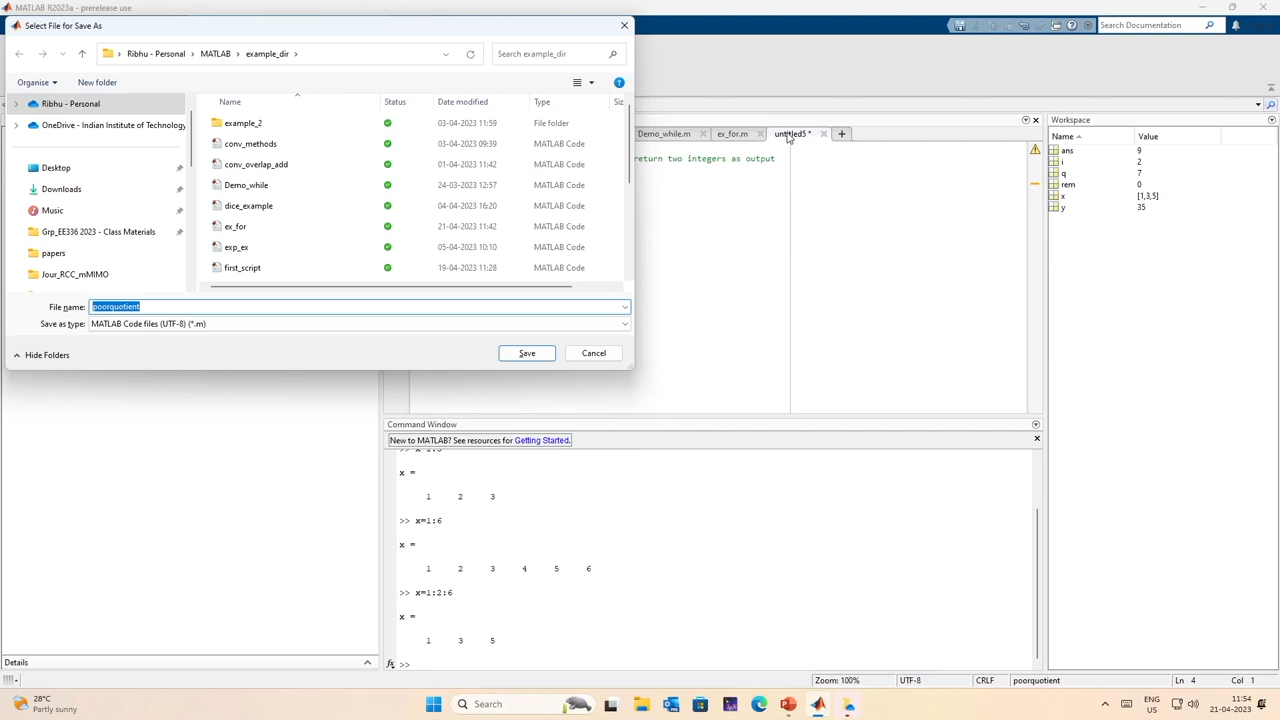 MATLAB R2023a - prerelease use
Select File for Save As
Search Documentation
Ribhu - Personal > MATLAB > example_dir >
Search example_dir
Organise
New folder
Name Status Date modified Type Siz
Ribhu - Personal
OneDrive - Indian Institute of Technology
Desktop
Downloads
Music
Grp_EE336 2023 - Class Materials
papers
Jour_RCC_mMIMO
example_2 03-04-2023 11:59 File folder
conv_methods 03-04-2023 09:39 MATLAB Code
conv_overlap_add 01-04-2023 11:42 MATLAB Code
Demo_while 24-03-2023 12:57 MATLAB Code
dice_example 04-04-2023 16:20 MATLAB Code
ex_for 21-04-2023 11:42 MATLAB Code
exp_ex 05-04-2023 10:10 MATLAB Code
first_script 19-04-2023 11:28 MATLAB Code
File name: poorquotient
Save as type: MATLAB Code files (UTF-8) (*.m)
Hide Folders
Save
Cancel
Demo_while.m ex_for.m untitled5 * +
return two integers as output
Workspace
Name Value
ans 9
i 2
q 7
rem 0
x [1,3,5]
y 35
Command Window
New to MATLAB? See resources for Getting Started.
x =
1 2 3
>> x=1:6
x =
1 2 3 4 5 6
>> x=1:2:6
x =
1 3 5
fx >>
Details
Zoom: 100% UTF-8 CRLF poorquotient Ln 4 Col 1
28°C
Partly sunny
Search
ENG
US
11:54
21-04-2023